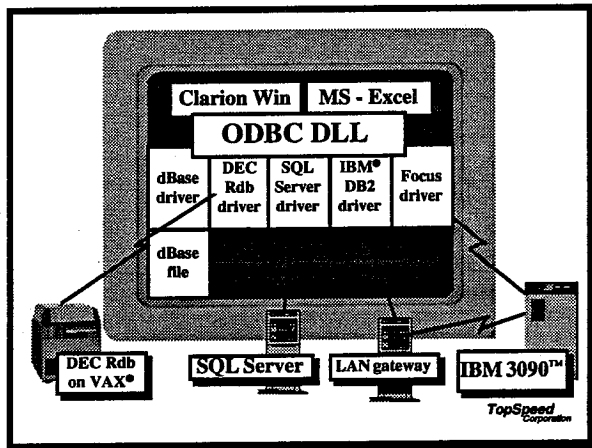 Clarion Win
MS - Excel
ODBC DLL
dBase
driver
DEC
Rdb
driver
SQL
Server
driver
IBM®
DB2
driver
Focus
driver
dBase
file
DEC Rdb
on VAX®
SQL Server
LAN gateway
IBM 3090™
TopSpeed
Corporation